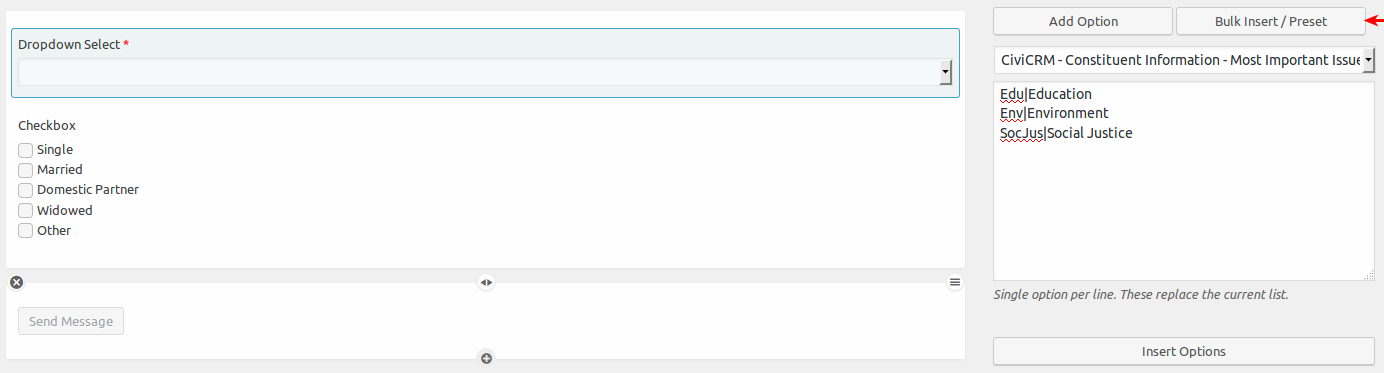 Dropdown Select *
Checkbox
Single
Married
Domestic Partner
Widowed
Other
Send Message
Add Option
Bulk Insert / Preset
CiviCRM - Constituent Information - Most Important Issue
Edu|Education
Env|Environment
SocJus|Social Justice
Single option per line. These replace the current list.
Insert Options